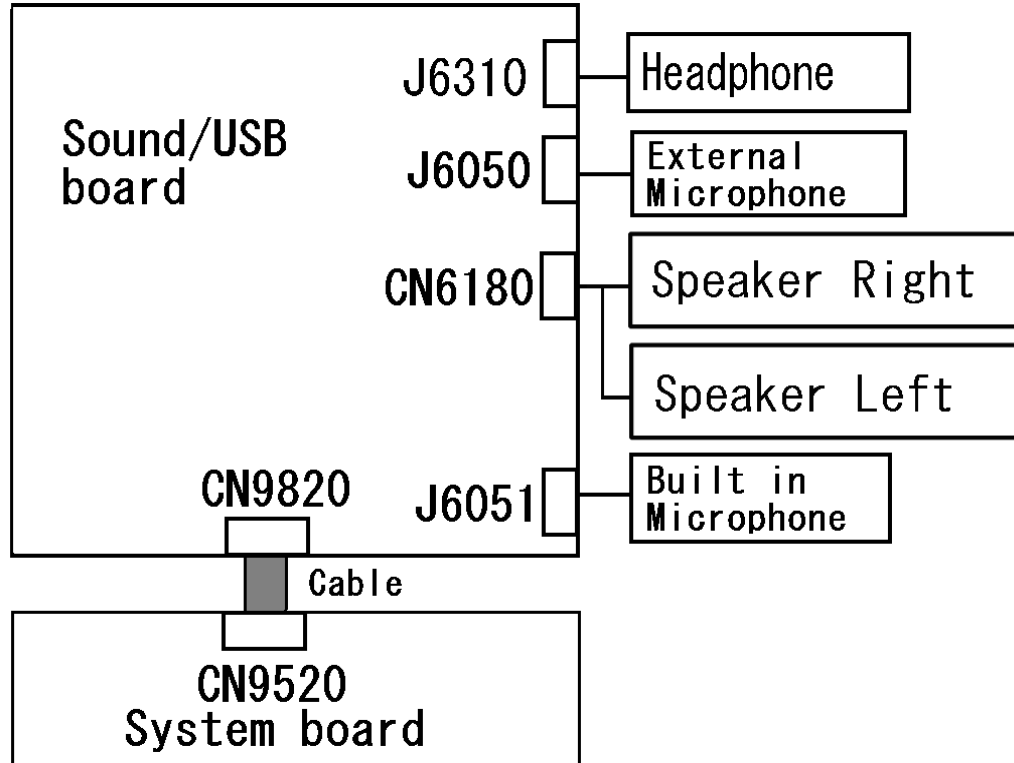 J6310
Headphone
Sound/USB
board
J6050
External
Microphone
CN6180
Speaker Right
Speaker Left
CN9820
J6051
Built in
Microphone
Cable
CN9520
System board